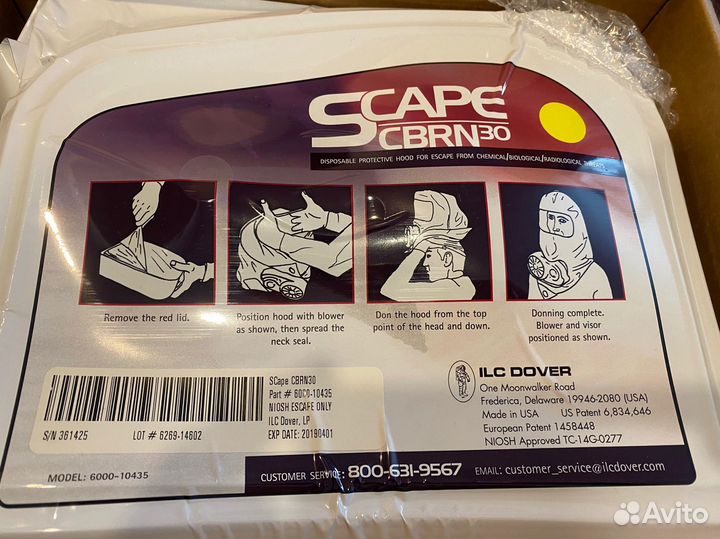 SCAPE
CBRN30
DISPOSABLE PROTECTIVE HOOD FOR ESCAPE FROM CHEMICAL/BIOLOGICAL/RADIOLOGICAL THREATS
Remove the red lid.
Position hood with blower
as shown, then spread the
neck seal.
Don the hood from the top
point of the head and down.
Donning complete.
Blower and visor
positioned as shown.
SCape CBRN30
Part # 6000-10435
NIOSH ESCAPE ONLY
ILC Dover, LP
EXP DATE: 20190401
S/N 361425
LOT # 6269-14602
ILC DOVER
One Moonwalker Road
Frederica, Delaware 19946-2080 (USA)
Made in USA US Patent 6,834,646
European Patent 1458448
NIOSH Approved TC-14G-0277
MODEL: 6000-10435
CUSTOMER SERVICE: 800-631-9567 EMAIL: customer_service@ilcdover.com
Avito